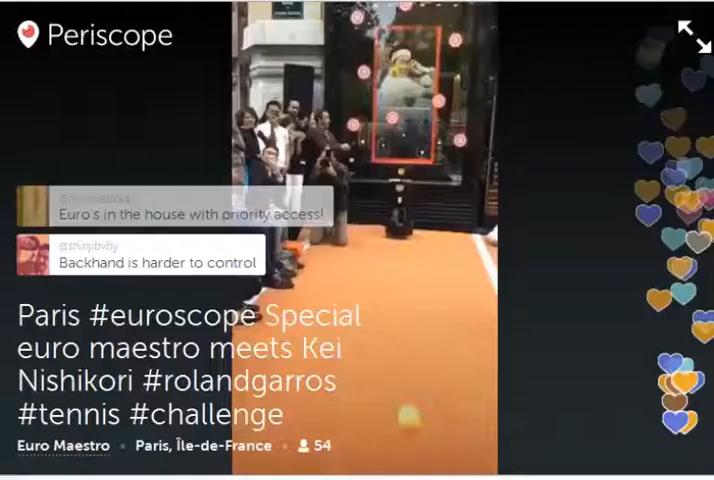 Periscope
Euro's in the house with priority access!
@shinjibvby
Backhand is harder to control
Paris #euroscope Special
euro maestro meets Kei
Nishikori #rolandgarros
#tennis #challenge
Euro Maestro • Paris, Île-de-France • 54